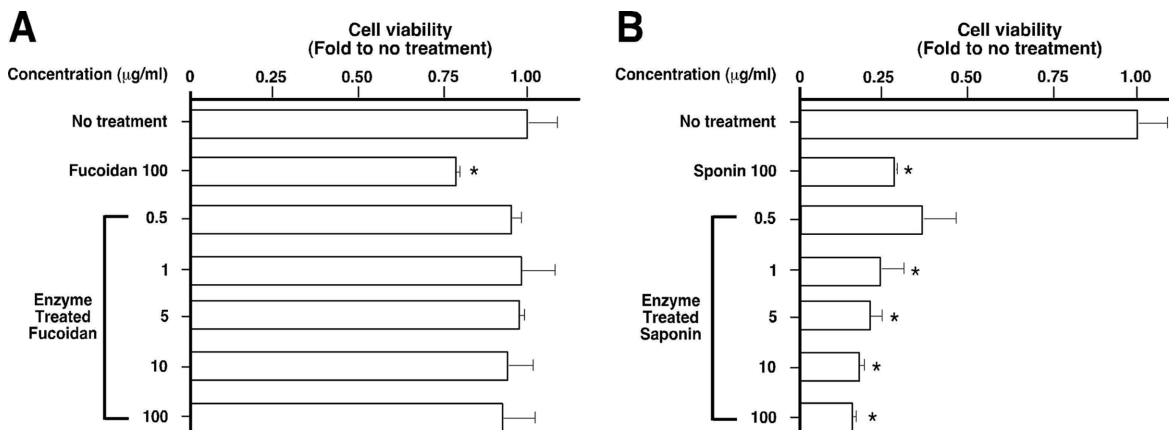 A
Cell viability
(Fold to no treatment)
Concentration (μg/ml) 0 0.25 0.50 0.75 1.00
No treatment
Fucoidan 100 *
0.5
1
Enzyme
Treated
Fucoidan
5
10
100
B
Cell viability
(Fold to no treatment)
Concentration (μg/ml) 0 0.25 0.50 0.75 1.00
No treatment
Sponin 100 *
0.5
1 *
Enzyme
Treated
Saponin
5 *
10 *
100 *